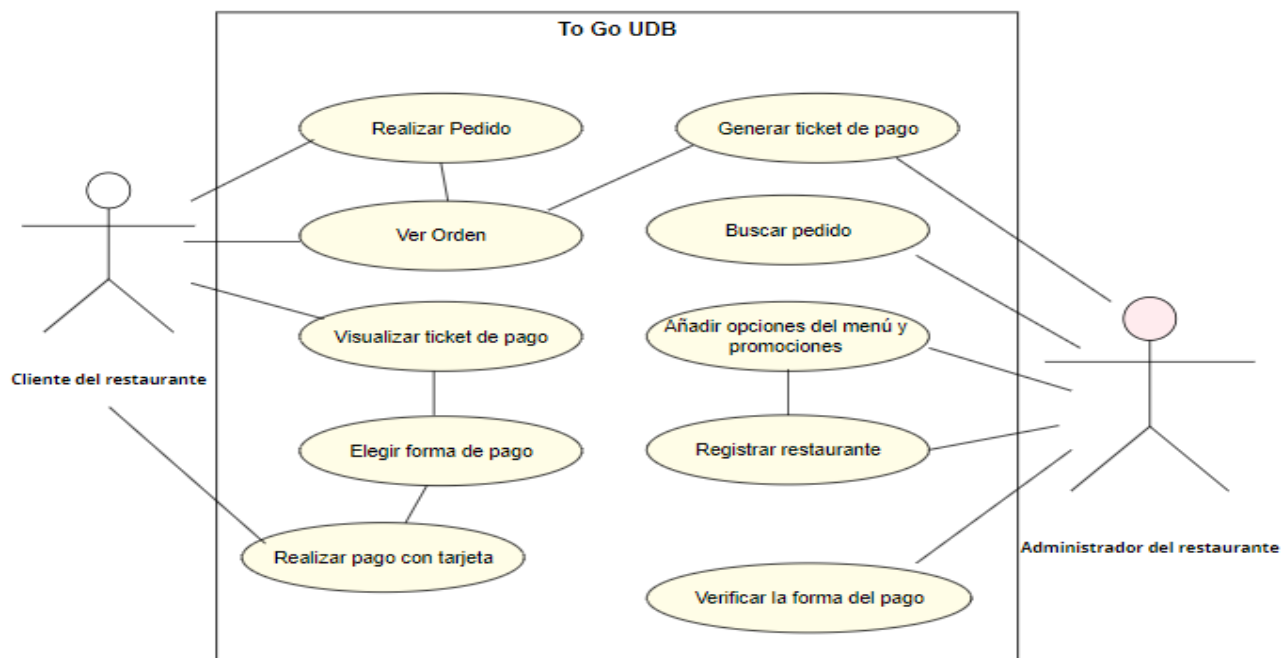 To Go UDB
Realizar Pedido
Generar ticket de pago
Ver Orden
Buscar pedido
Visualizar ticket de pago
Añadir opciones del menú y
promociones
Cliente del restaurante
Elegir forma de pago
Registrar restaurante
Realizar pago con tarjeta
Administrador del restaurante
Verificar la forma del pago